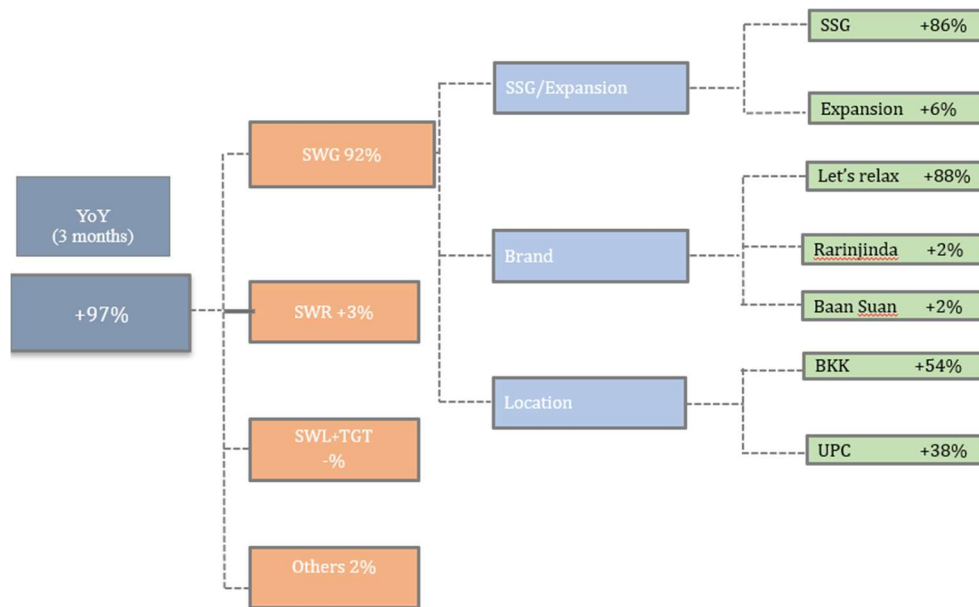 YoY
(3 months)
+97%
SWG 92%
SWR +3%
SWL+TGT
-%
Others 2%
SSG/Expansion
Brand
Location
SSG +86%
Expansion +6%
Let's relax +88%
Rarinjinda +2%
Baan Suan +2%
BKK +54%
UPC +38%